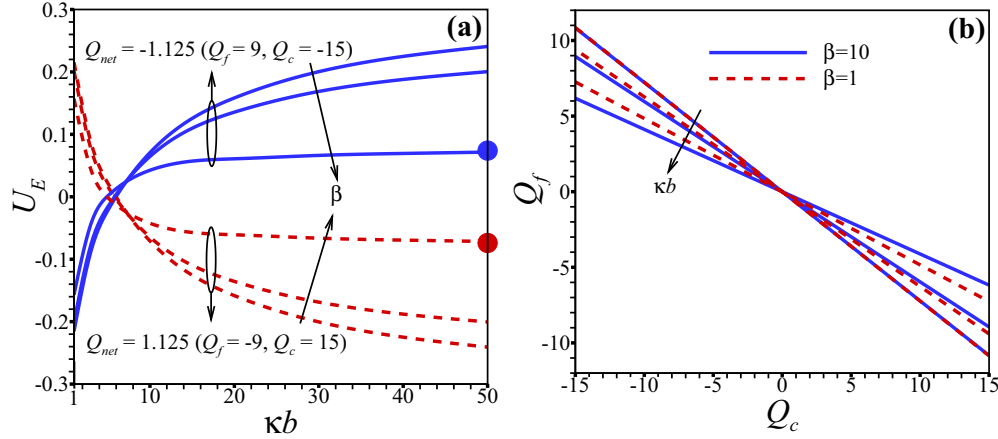 (a)
Q_net = -1.125 (Q_f = 9, Q_c = -15)
β
Q_net = 1.125 (Q_f = -9, Q_c = 15)
U_E
0.3
0.2
0.1
0
-0.1
-0.2
-0.3
1 10 20 30 40 50
κb
(b)
β=10
β=1
κb
Q_f
10
5
0
-5
-10
-15 -10 -5 0 5 10 15
Q_c